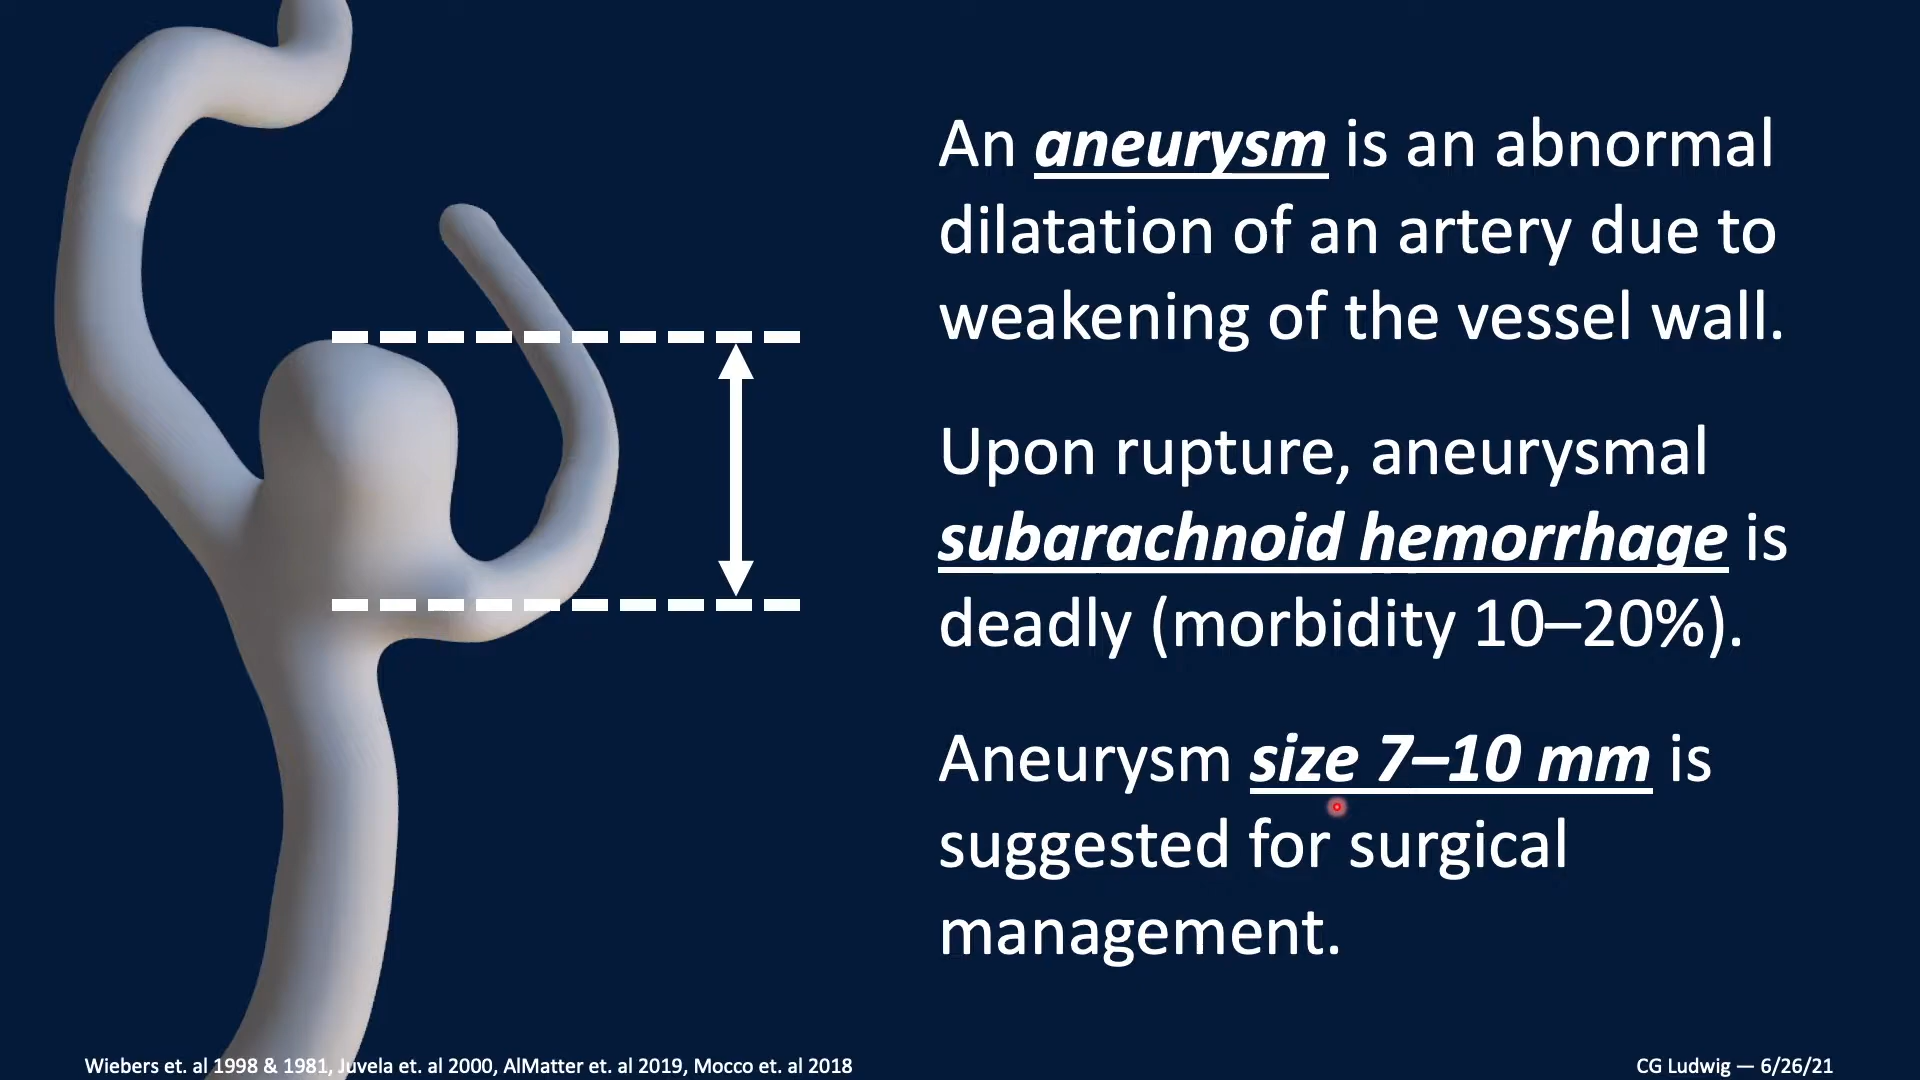 An aneurysm is an abnormal
dilatation of an artery due to
weakening of the vessel wall.
Upon rupture, aneurysmal
subarachnoid hemorrhage is
deadly (morbidity 10–20%).
Aneurysm size 7–10 mm is
suggested for surgical
management.
Wiebers et. al 1998 & 1981, Juvela et. al 2000, AlMatter et. al 2019, Mocco et. al 2018
CG Ludwig — 6/26/21